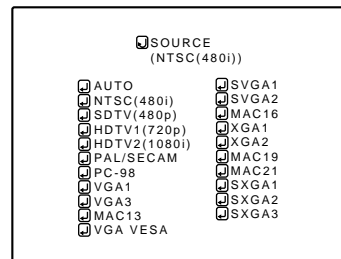 SOURCE
(NTSC(480i))
AUTO
NTSC(480i)
SDTV(480p)
HDTV1(720p)
HDTV2(1080i)
PAL/SECAM
PC-98
VGA1
VGA3
MAC13
VGA VESA
SVGA1
SVGA2
MAC16
XGA1
XGA2
MAC19
MAC21
SXGA1
SXGA2
SXGA3